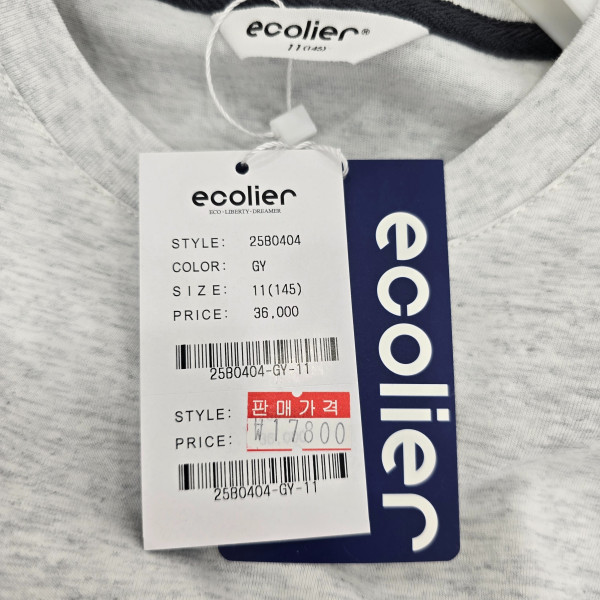 ecolier®
11(145)
ecolier
ECO·LIBERTY·DREAMER
STYLE: 25B0404
COLOR: GY
SIZE: 11(145)
PRICE: 36,000
25B0404-GY-11
STYLE:
판매가격
PRICE: ₩17800
25B0404-GY-11
ecolier